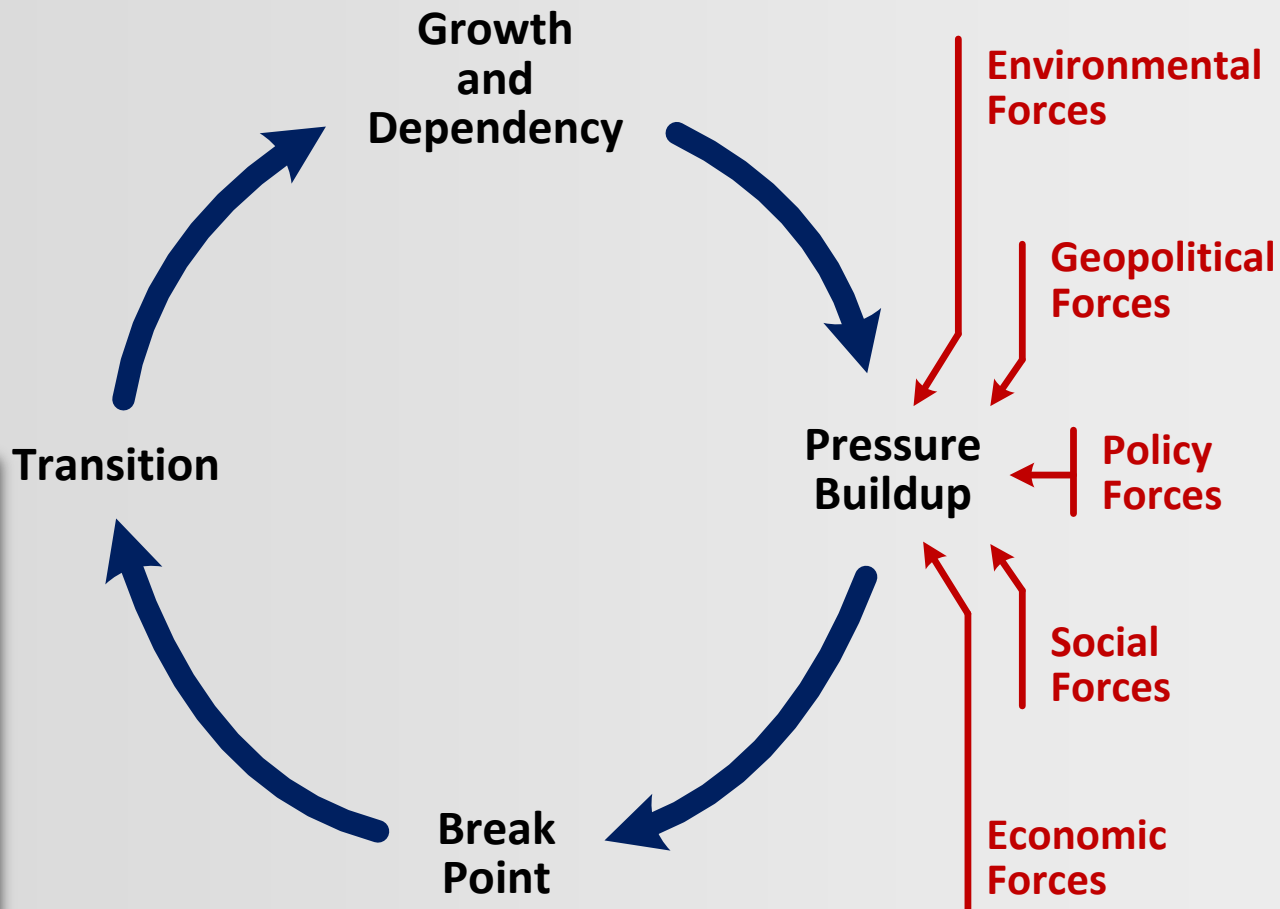 Growth
and
Dependency
Environmental
Forces
Geopolitical
Forces
Pressure
Buildup
Policy
Forces
Transition
Social
Forces
Break
Point
Economic
Forces